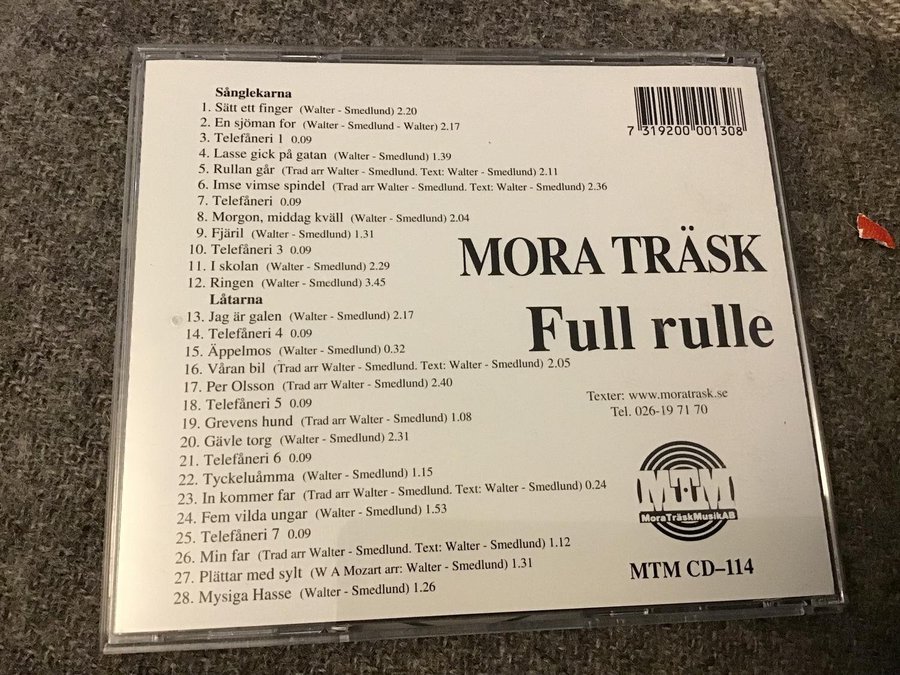 Sånglekarna
1. Sätt ett finger (Walter - Smedlund) 2.20
2. En sjöman for (Walter - Smedlund - Walter) 2.17
3. Telefåneri 1 0.09
4. Lasse gick på gatan (Walter - Smedlund) 1.39
5. Rullan går (Trad arr Walter - Smedlund. Text: Walter - Smedlund) 2.11
6. Imse vimse spindel (Trad arr Walter - Smedlund. Text: Walter - Smedlund) 2.36
7. Telefåneri 0.09
8. Morgon, middag kväll (Walter - Smedlund) 2.04
9. Fjäril (Walter - Smedlund) 1.31
10. Telefåneri 3 0.09
11. I skolan (Walter - Smedlund) 2.29
12. Ringen (Walter - Smedlund) 3.45
Låtarna
13. Jag är galen (Walter - Smedlund) 2.17
14. Telefåneri 4 0.09
15. Äppelmos (Walter - Smedlund) 0.32
16. Våran bil (Trad arr Walter - Smedlund. Text: Walter - Smedlund) 2.05
17. Per Olsson (Trad arr Walter - Smedlund) 2.40
18. Telefåneri 5 0.09
19. Grevens hund (Trad arr Walter - Smedlund) 1.08
20. Gävle torg (Walter - Smedlund) 2.31
21. Telefåneri 6 0.09
22. Tyckeluåmma (Walter - Smedlund) 1.15
23. In kommer far (Trad arr Walter - Smedlund. Text: Walter - Smedlund) 0.24
24. Fem vilda ungar (Walter - Smedlund) 1.53
25. Telefåneri 7 0.09
26. Min far (Trad arr Walter - Smedlund. Text: Walter - Smedlund) 1.12
27. Plättar med sylt (W A Mozart arr: Walter - Smedlund) 1.31
28. Mysiga Hasse (Walter - Smedlund) 1.26
7 319200 001308
MORA TRÄSK
Full rulle
Texter: www.moratrask.se
Tel. 026-19 71 70
MTM
MoraTräskMusikAB
MTM CD–114